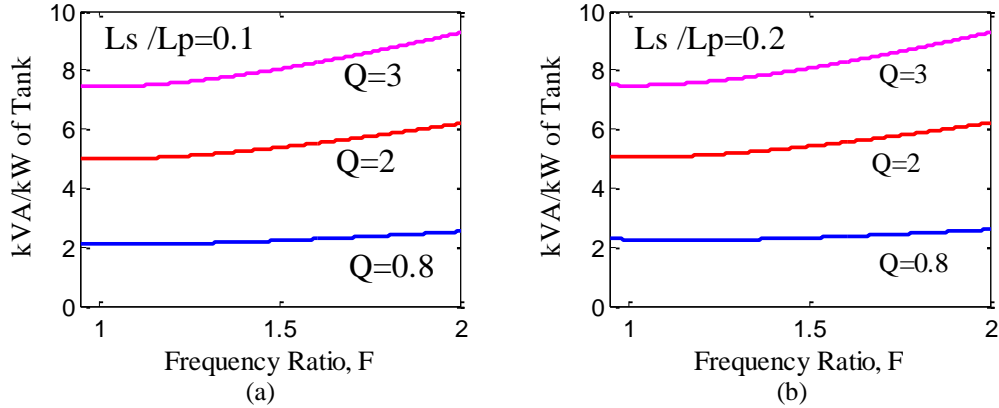 10
8
6
4
2
0
kVA/kW of Tank
Ls /Lp=0.1
Q=3
Q=2
Q=0.8
1
1.5
2
Frequency Ratio, F
(a)
10
8
6
4
2
0
kVA/kW of Tank
Ls /Lp=0.2
Q=3
Q=2
Q=0.8
1
1.5
2
Frequency Ratio, F
(b)